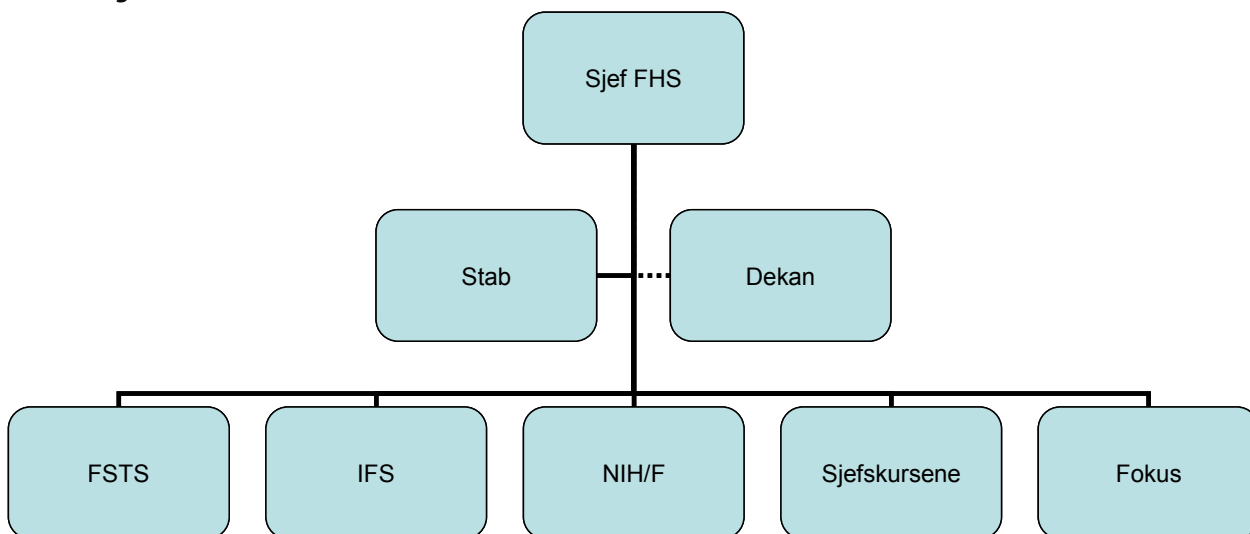 Sjef FHS
Stab
Dekan
FSTS
IFS
NIH/F
Sjefskursene
Fokus